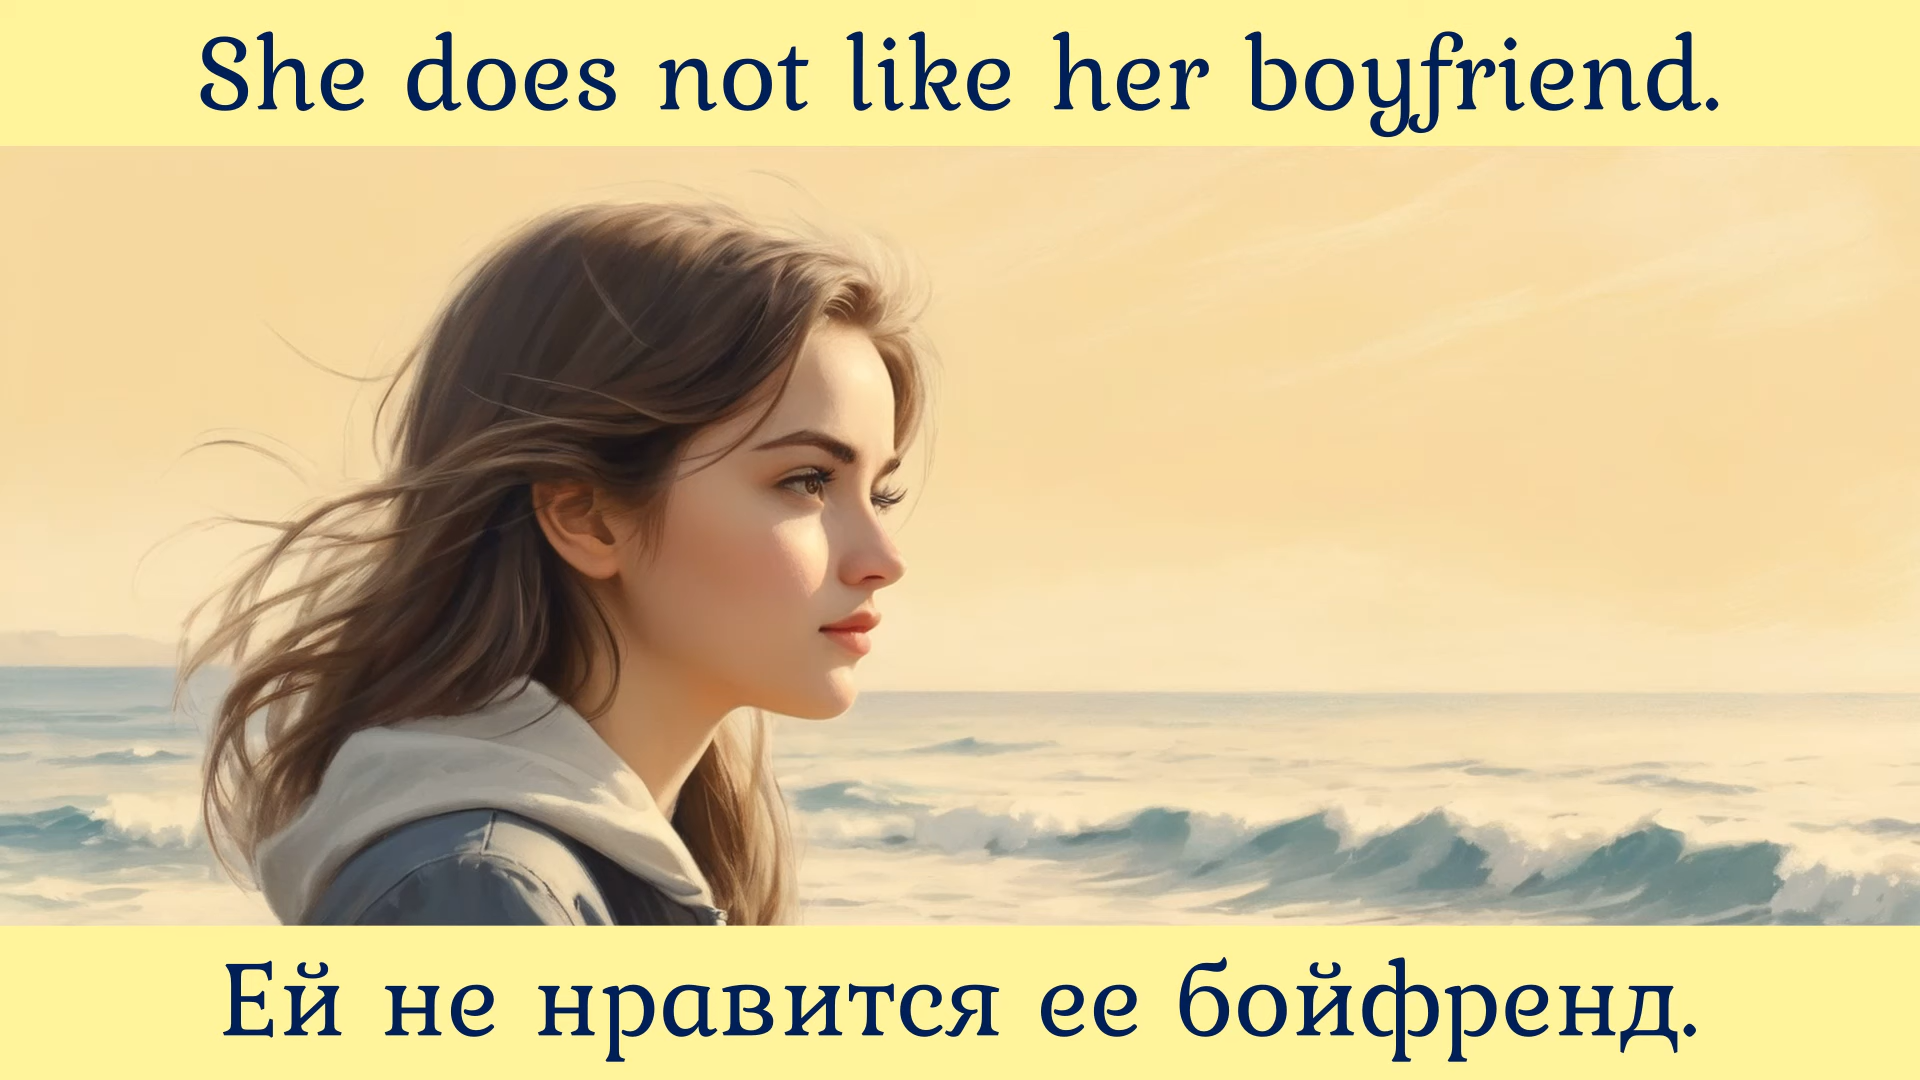 She does not like her boyfriend.
Ей не нравится ее бойфренд.